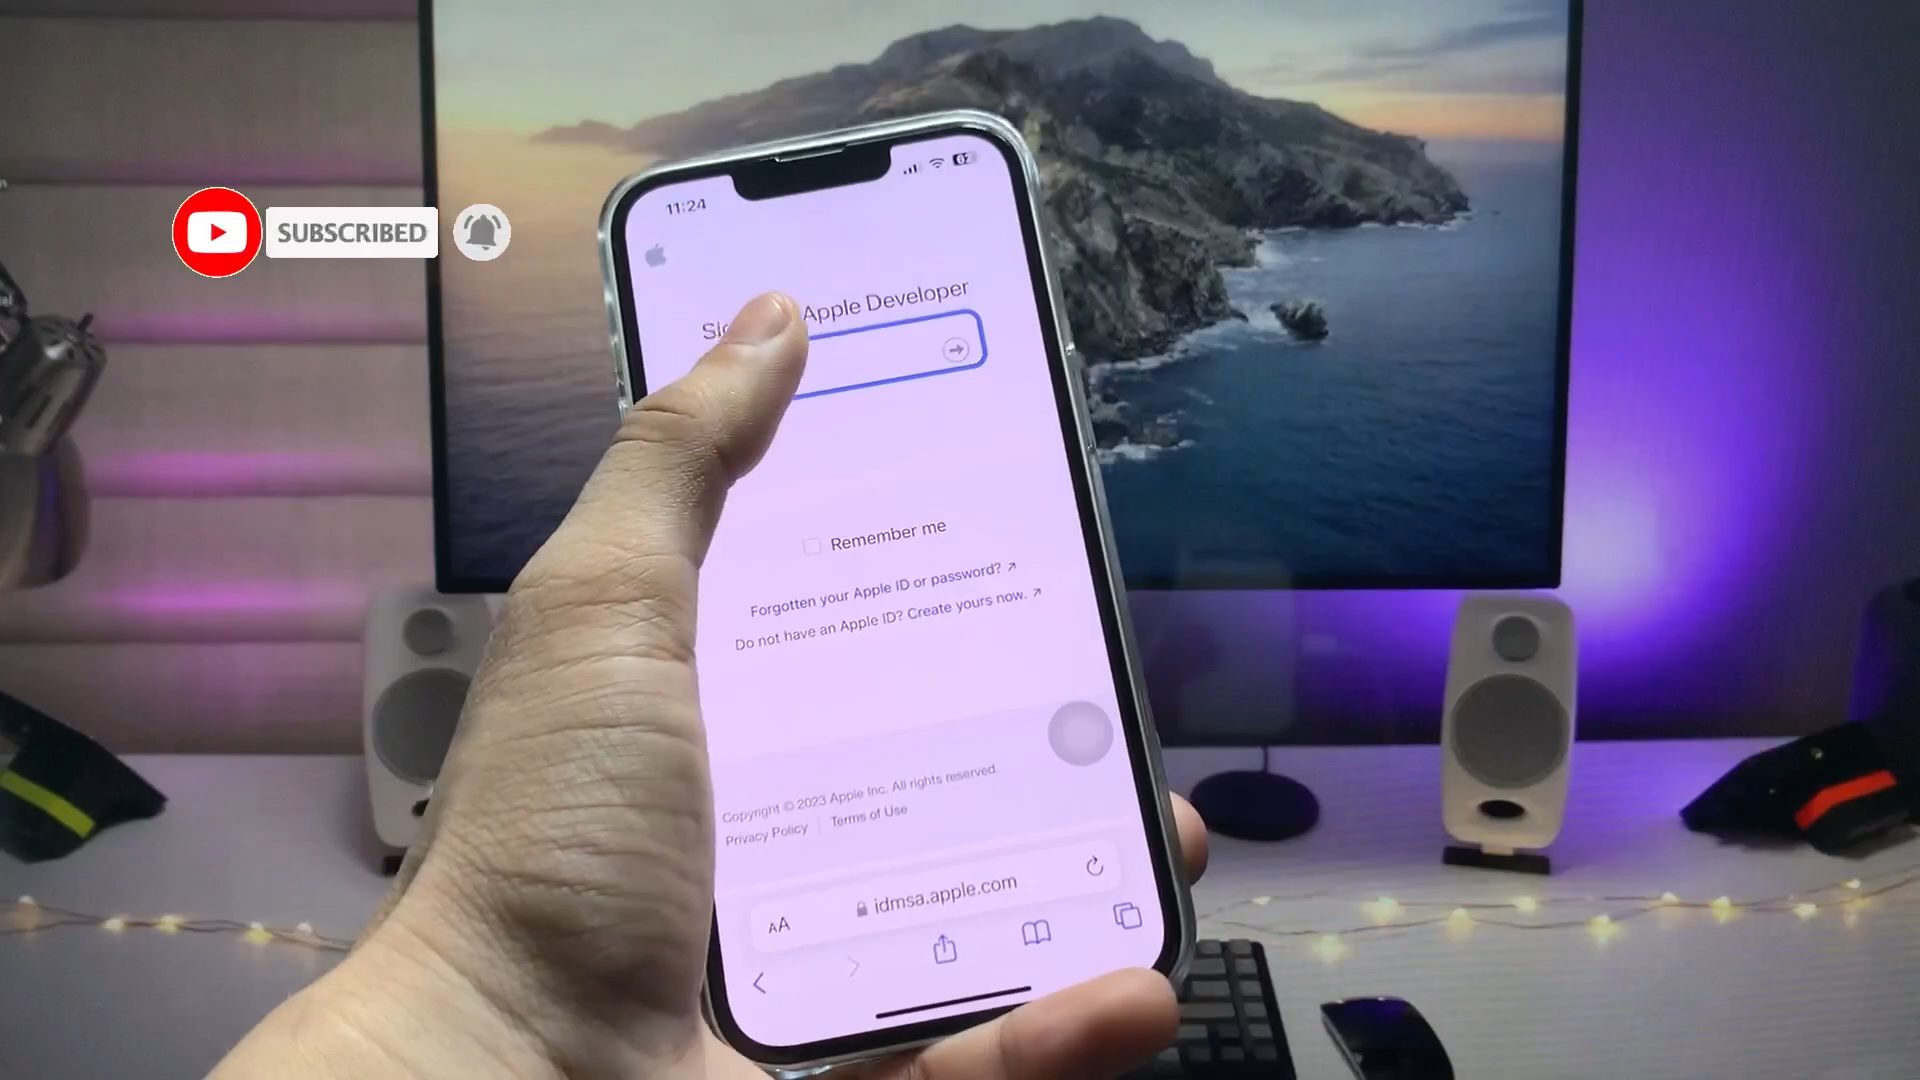 SUBSCRIBED
11:24
62
Apple Developer
Remember me
Forgotten your Apple ID or password? ↗
Do not have an Apple ID? Create yours now. ↗
Copyright © 2023 Apple Inc. All rights reserved.
Privacy Policy | Terms of Use
AA idmsa.apple.com